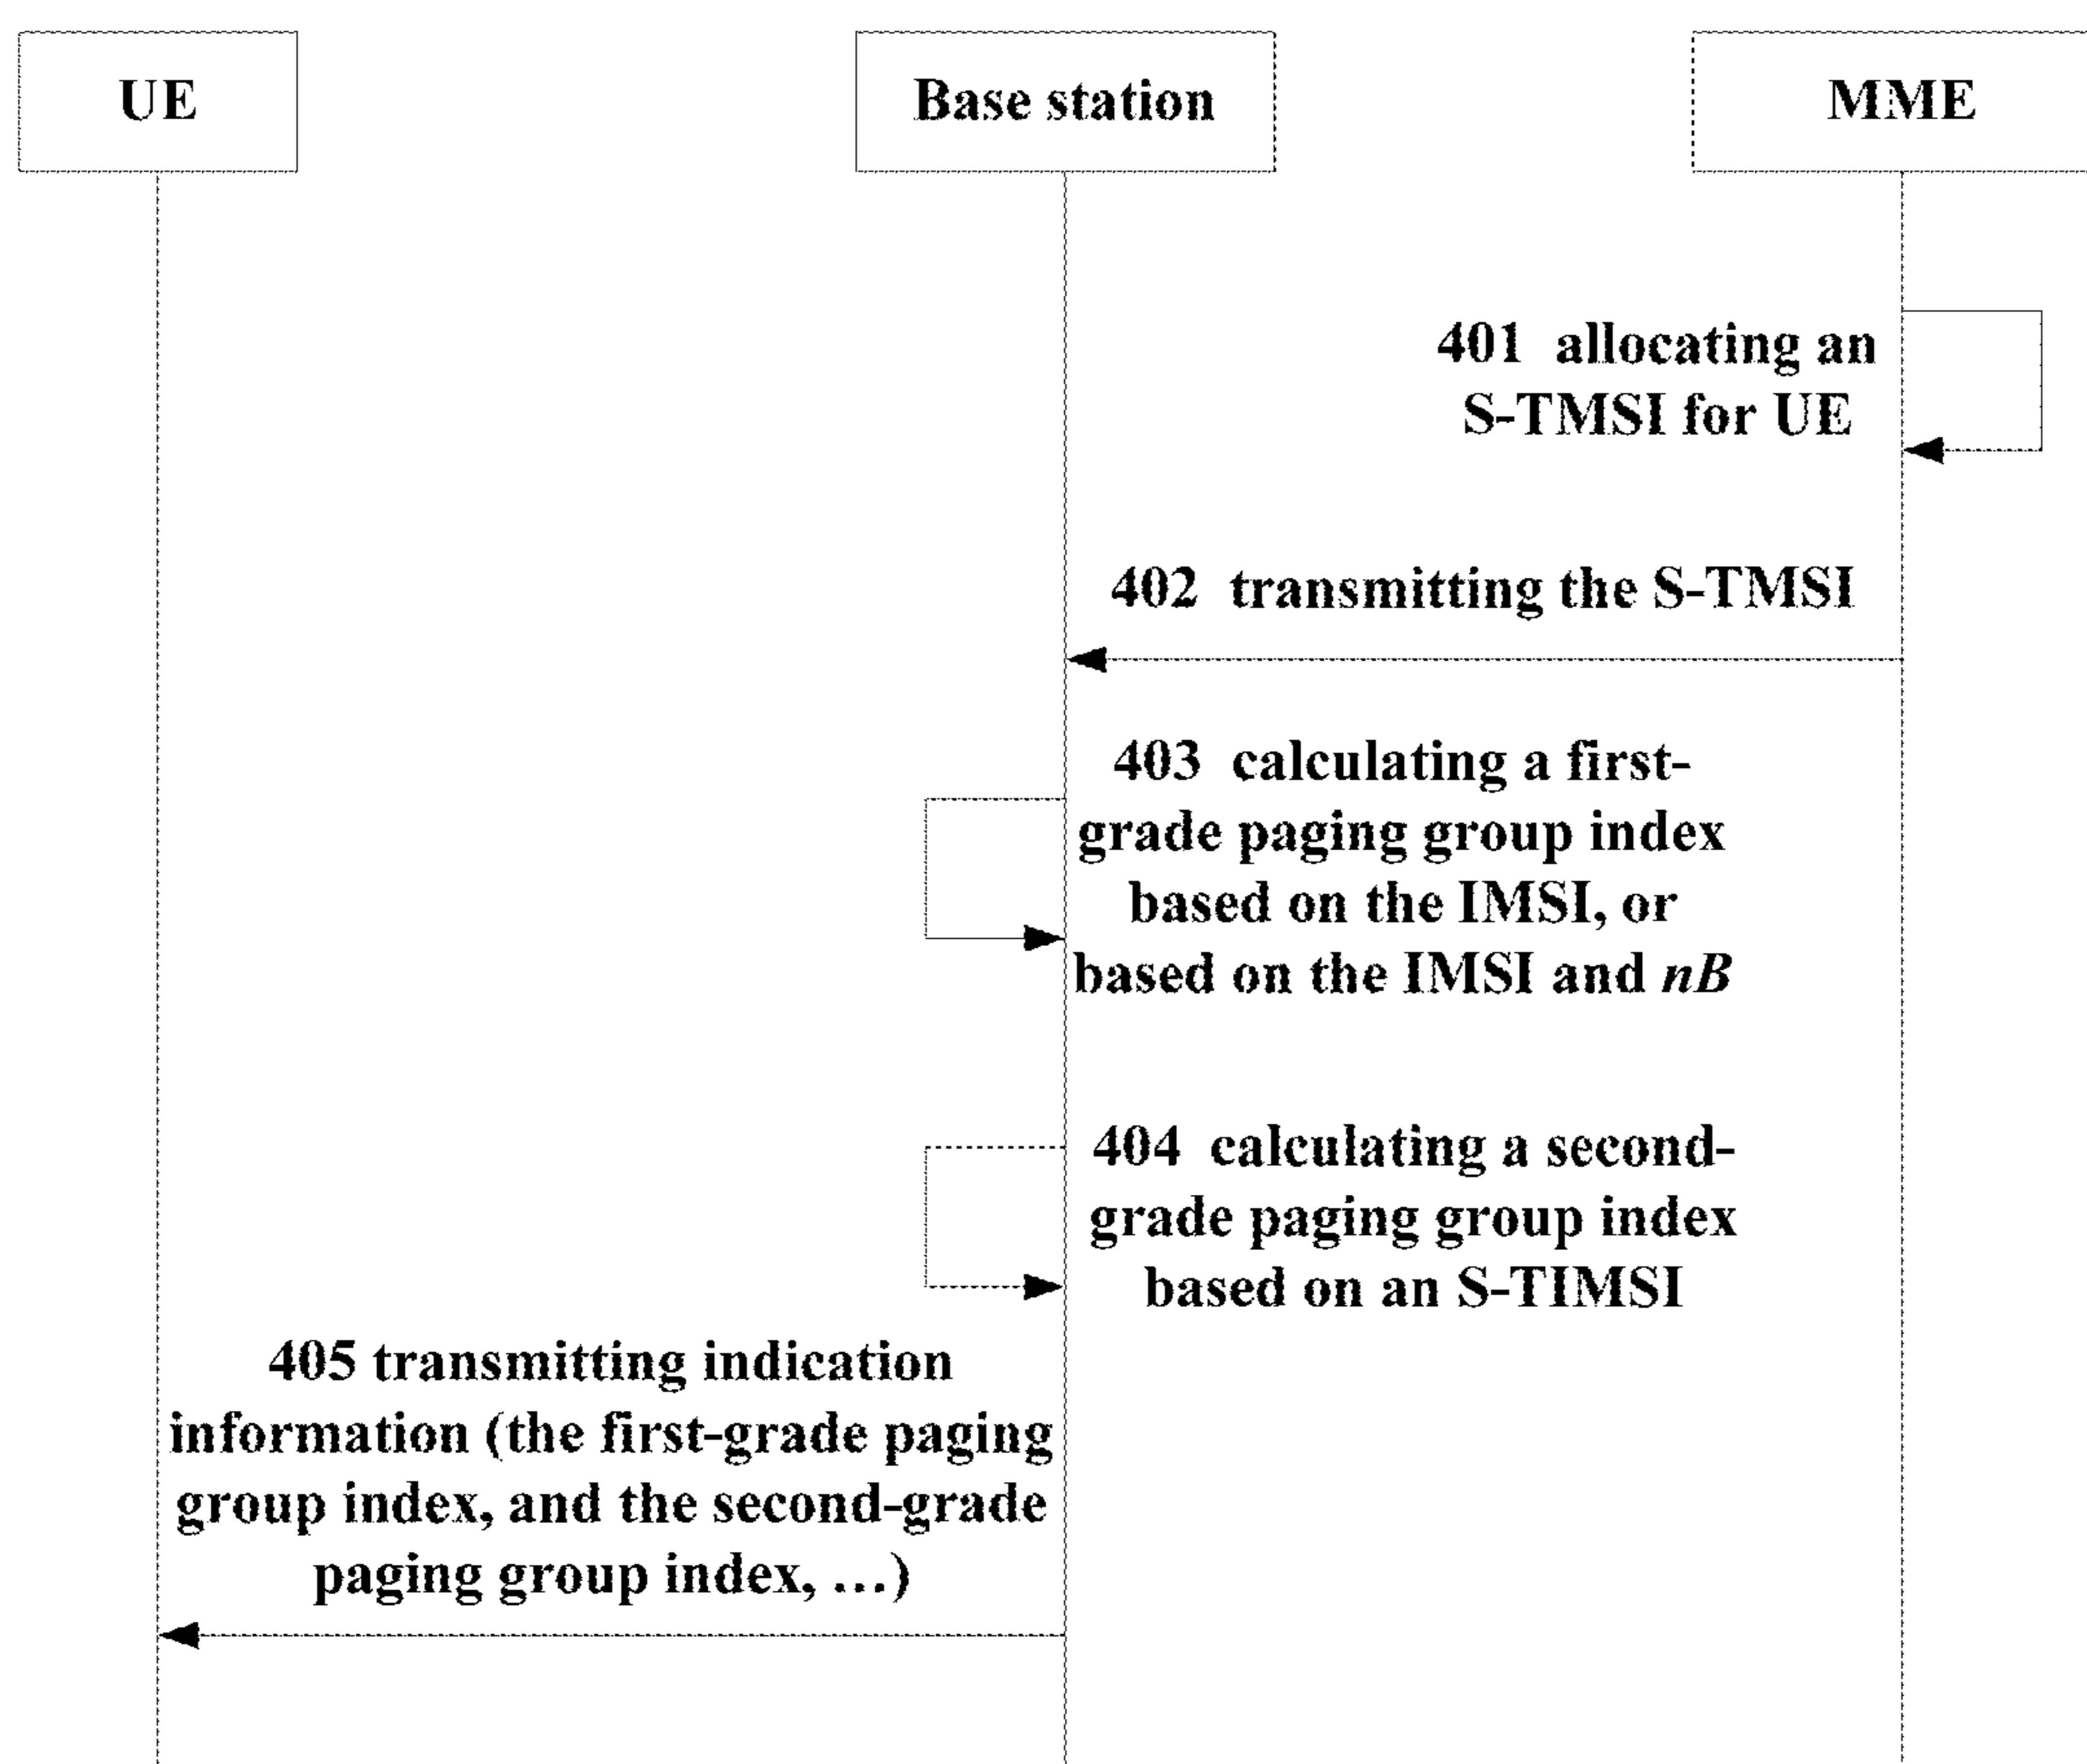 UE
Base station
MME
401 allocating an
S-TMSI for UE
402 transmitting the S-TMSI
403 calculating a first-
grade paging group index
based on the IMSI, or
based on the IMSI and nB
404 calculating a second-
grade paging group index
based on an S-TIMSI
405 transmitting indication
information (the first-grade paging
group index, and the second-grade
paging group index, …)